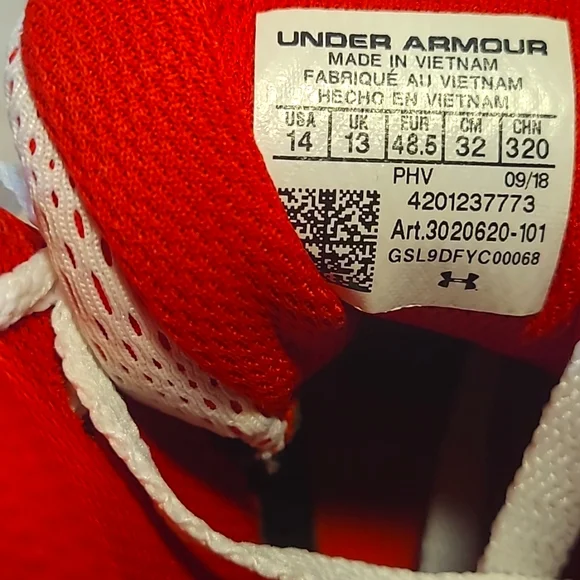 UNDER ARMOUR
MADE IN VIETNAM
FABRIQUÉ AU VIETNAM
HECHO EN VIETNAM
USA UK EUR CM CHN
14 13 48.5 32 320
PHV 09/18
4201237773
Art.3020620-101
GSL9DFYC00068